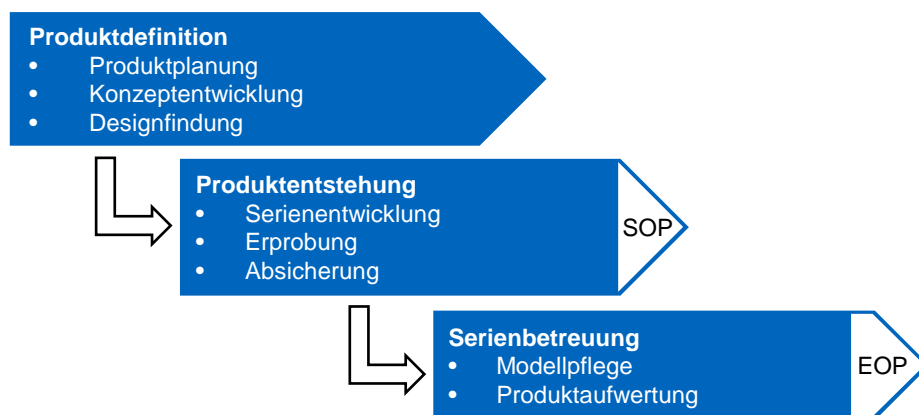 Produktdefinition
• Produktplanung
• Konzeptentwicklung
• Designfindung
Produktentstehung
• Serienentwicklung
• Erprobung
• Absicherung
SOP
Serienbetreuung
• Modellpflege
• Produktaufwertung
EOP